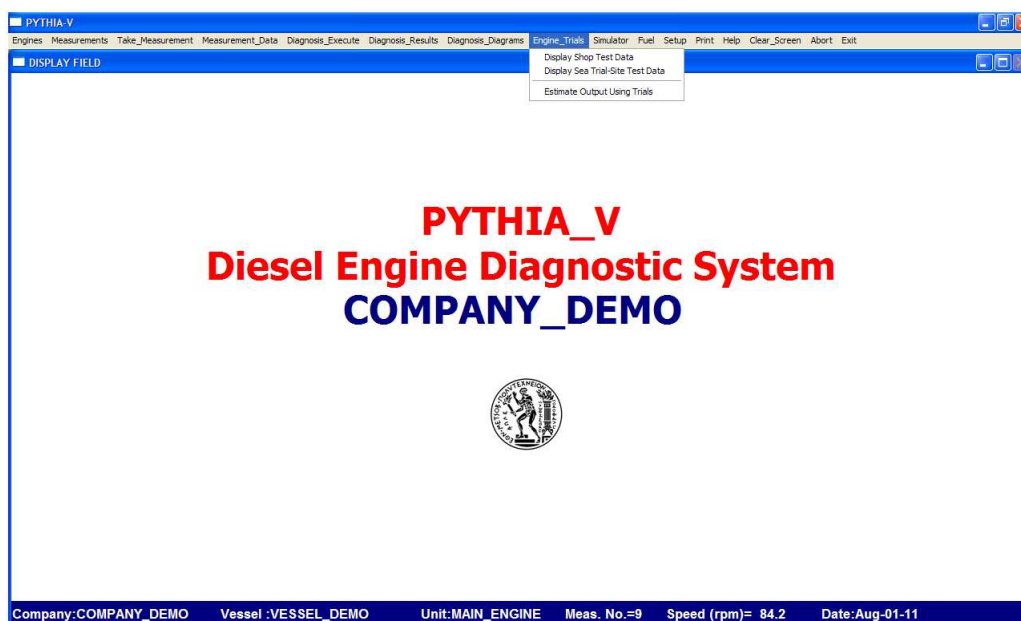 PYTHIA-V
Engines Measurements Take_Measurement Measurement_Data Diagnosis_Execute Diagnosis_Results Diagnosis_Diagrams Engine_Trials Simulator Fuel Setup Print Help Clear_Screen Abort Exit
DISPLAY FIELD
Display Shop Test Data
Display Sea Trial-Site Test Data
Estimate Output Using Trials
PYTHIA_V
Diesel Engine Diagnostic System
COMPANY_DEMO
Company:COMPANY_DEMO Vessel :VESSEL_DEMO Unit:MAIN_ENGINE Meas. No.=9 Speed (rpm)= 84.2 Date:Aug-01-11